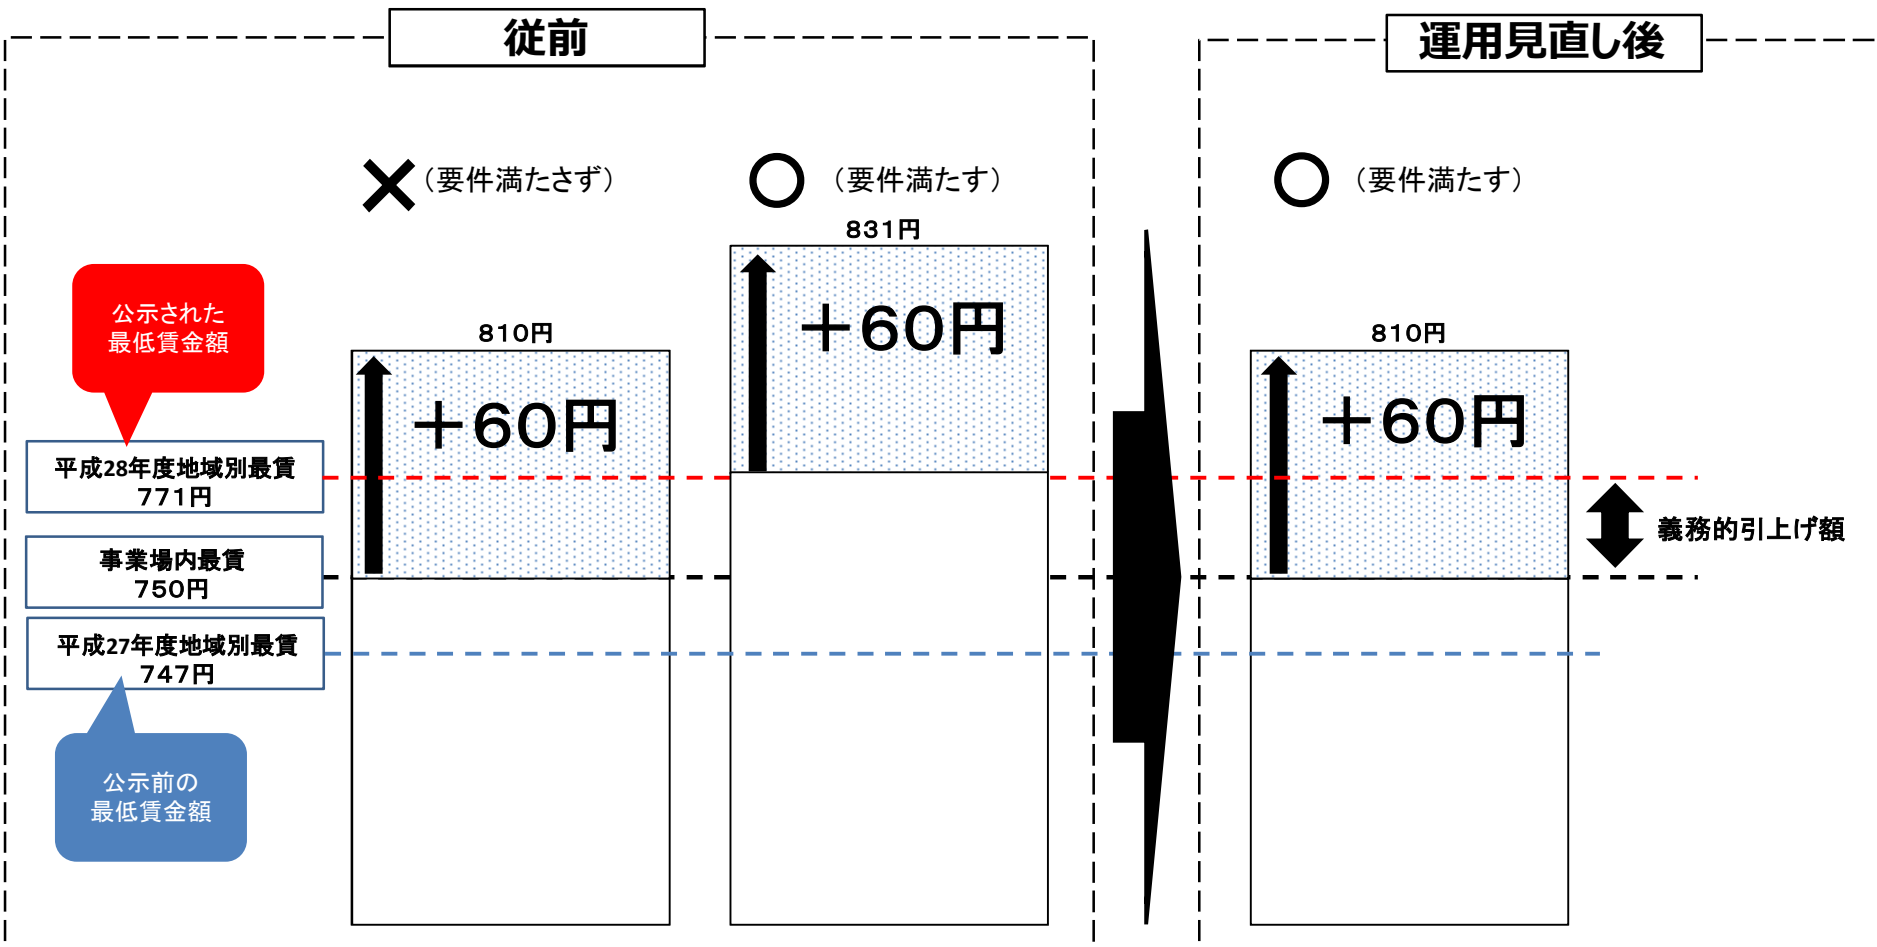 従前
運用見直し後
(要件満たさず)
(要件満たす)
(要件満たす)
831円
810円
810円
+60円
+60円
+60円
公示された
最低賃金額
平成28年度地域別最賃
771円
事業場内最賃
750円
平成27年度地域別最賃
747円
公示前の
最低賃金額
義務的引上げ額